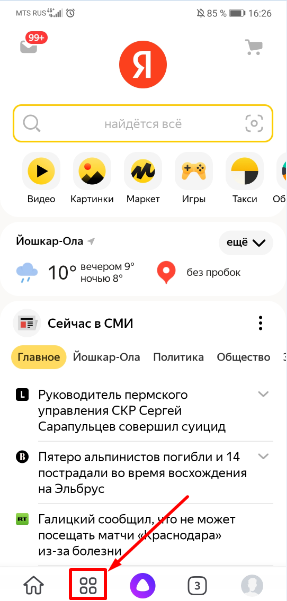 MTS RUS 85 % 16:26
99+
Я
найдётся всё
Видео Картинки Маркет Игры Такси Об
Йошкар-Ола ещё
10° вечером 9° без пробок
ночью 8°
Сейчас в СМИ
Главное Йошкар-Ола Политика Общество
L Руководитель пермского
управления СКР Сергей
Сарапульцев совершил суицид
B Пятеро альпинистов погибли и 14
пострадали во время восхождения
на Эльбрус
RT Галицкий сообщил, что не может
посещать матчи «Краснодара»
из-за болезни
3